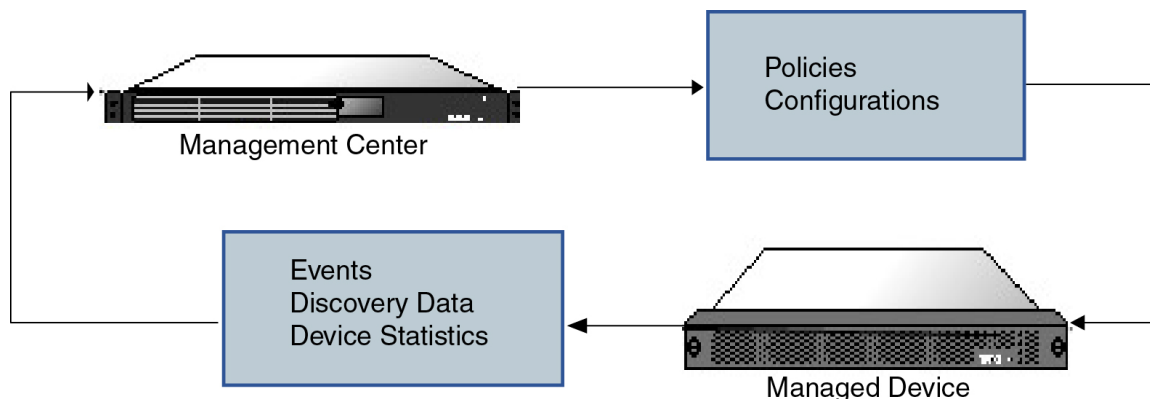 Management Center
Policies
Configurations
Events
Discovery Data
Device Statistics
Managed Device